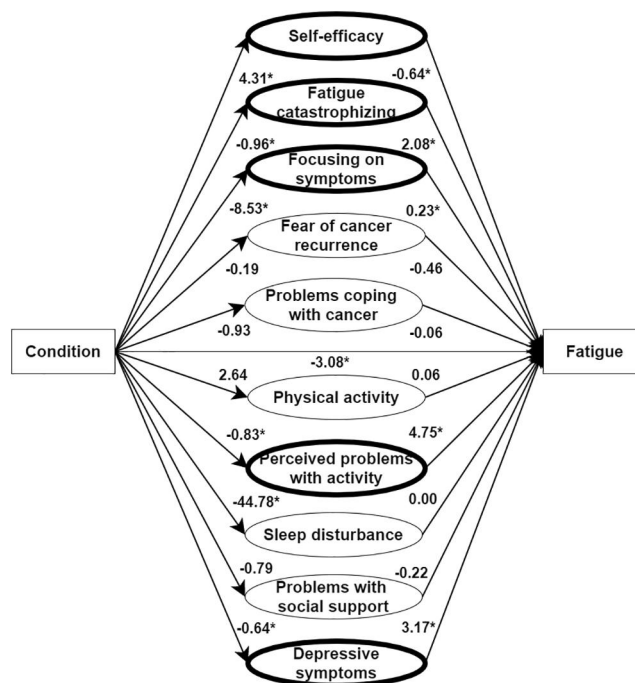 Self-efficacy
4.31*
-0.64*
Fatigue
catastrophizing
-0.96*
2.08*
Focusing on
symptoms
-8.53*
0.23*
Fear of cancer
recurrence
-0.19
-0.46
Problems coping
with cancer
-0.93
-0.06
Condition
-3.08*
Fatigue
2.64
0.06
Physical activity
-0.83*
4.75*
Perceived problems
with activity
-44.78*
0.00
Sleep disturbance
-0.79
-0.22
Problems with
social support
-0.64*
3.17*
Depressive
symptoms